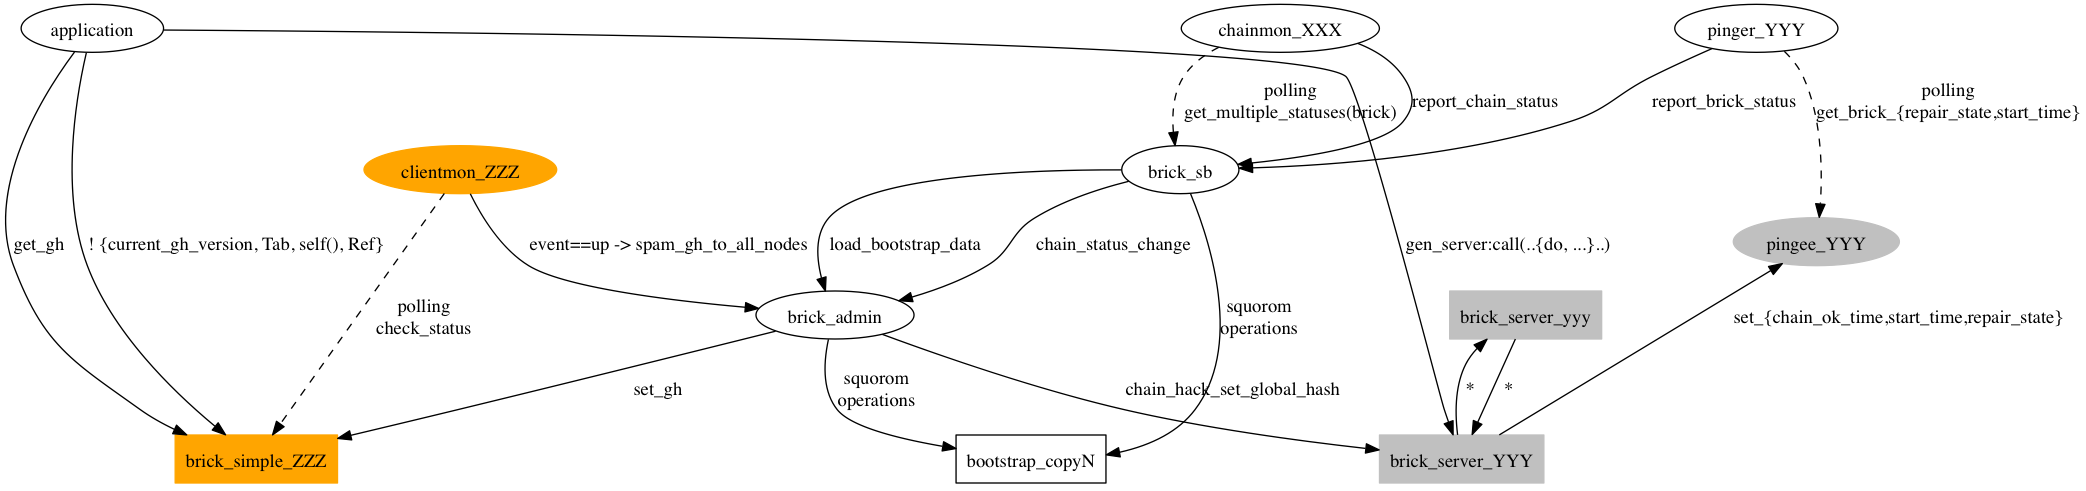 application
chainmon_XXX
pinger_YYY
polling
get_multiple_statuses(brick)
report_chain_status
report_brick_status
polling
get_brick_{repair_state,start_time}
clientmon_ZZZ
brick_sb
get_gh
! {current_gh_version, Tab, self(), Ref}
event==up -> spam_gh_to_all_nodes
load_bootstrap_data
chain_status_change
gen_server:call(..{do, ...}..)
pingee_YYY
polling
check_status
brick_admin
squorom
operations
brick_server_yyy
set_{chain_ok_time,start_time,repair_state}
set_gh
squorom
operations
chain_hack_set_global_hash
*
*
brick_simple_ZZZ
bootstrap_copyN
brick_server_YYY